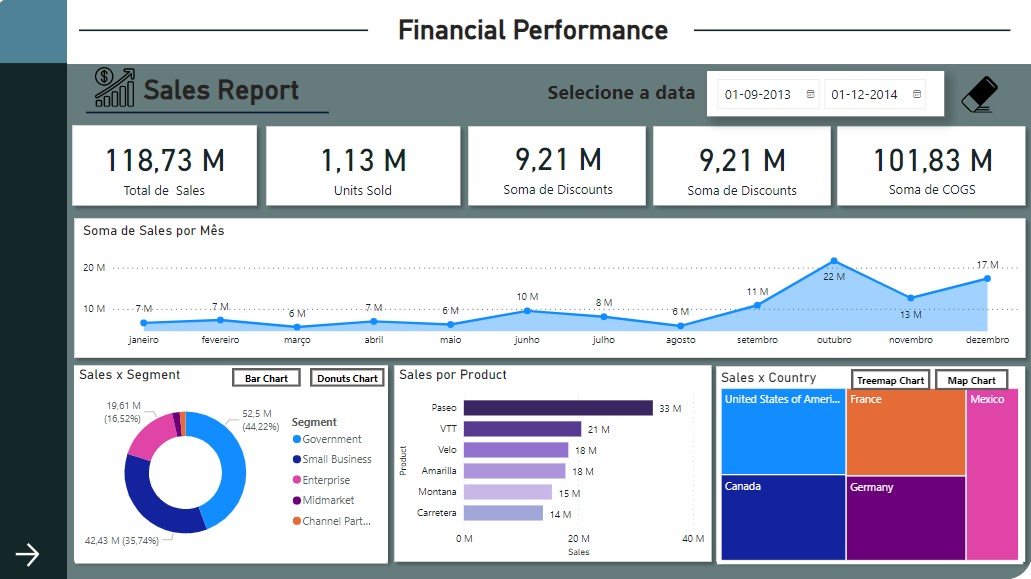 Financial Performance
Sales Report
Selecione a data
01-09-2013
01-12-2014
118,73 M
Total de Sales
1,13 M
Units Sold
9,21 M
Soma de Discounts
9,21 M
Soma de Discounts
101,83 M
Soma de COGS
Soma de Sales por Mês
20 M
10 M
7 M
7 M
6 M
7 M
6 M
10 M
8 M
6 M
11 M
22 M
13 M
17 M
janeiro
fevereiro
março
abril
maio
junho
julho
agosto
setembro
outubro
novembro
dezembro
Sales x Segment
Bar Chart
Donuts Chart
19,61 M
(16,52%)
52,5 M
(44,22%)
42,43 M (35,74%)
Segment
Government
Small Business
Enterprise
Midmarket
Channel Part...
Sales por Product
Product
Paseo
33 M
VTT
21 M
Velo
18 M
Amarilla
18 M
Montana
15 M
Carretera
14 M
0 M
20 M
40 M
Sales
Sales x Country
Treemap Chart
Map Chart
United States of Ameri...
France
Mexico
Canada
Germany